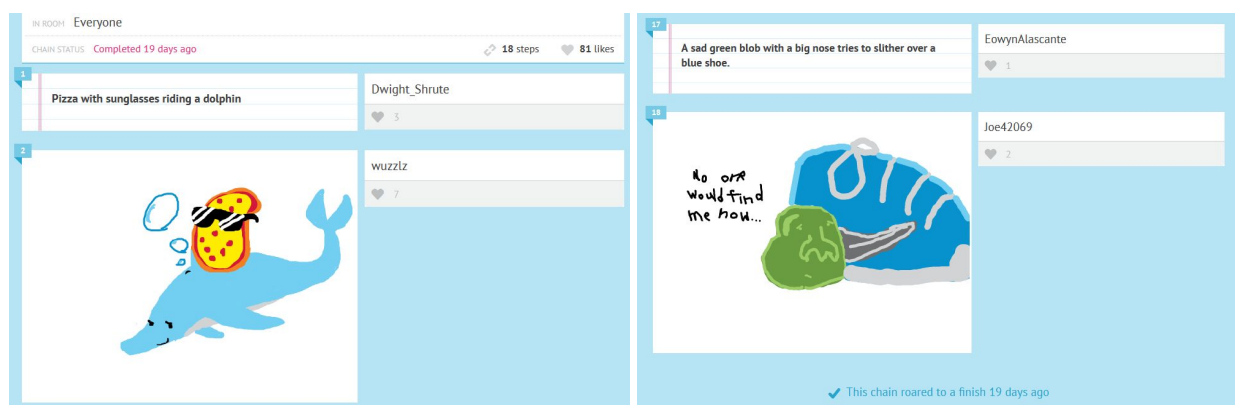 IN ROOM Everyone
CHAIN STATUS Completed 19 days ago 18 steps 81 likes
1
Pizza with sunglasses riding a dolphin
Dwight_Shrute
3
2
wuzzlz
7
17
A sad green blob with a big nose tries to slither over a
blue shoe.
EowynAlascante
1
18
Joe42069
2
No one
would find
me now...
This chain roared to a finish 19 days ago